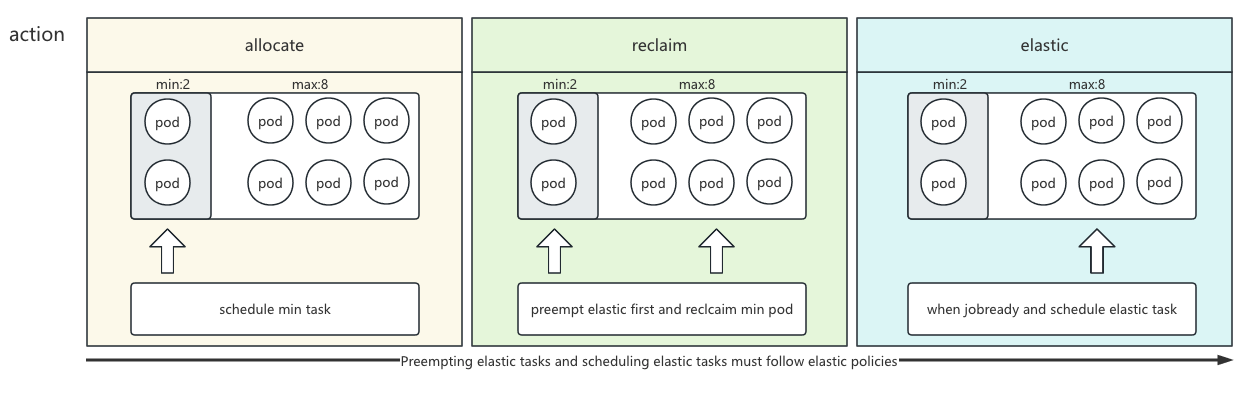 action
allocate
reclaim
elastic
min:2 max:8
min:2 max:8
min:2 max:8
pod pod pod pod
pod pod pod pod
pod pod pod pod
pod pod pod pod
pod pod pod pod
pod pod pod pod
schedule min task
preempt elastic first and reclcaim min pod
when jobready and schedule elastic task
Preempting elastic tasks and scheduling elastic tasks must follow elastic policies